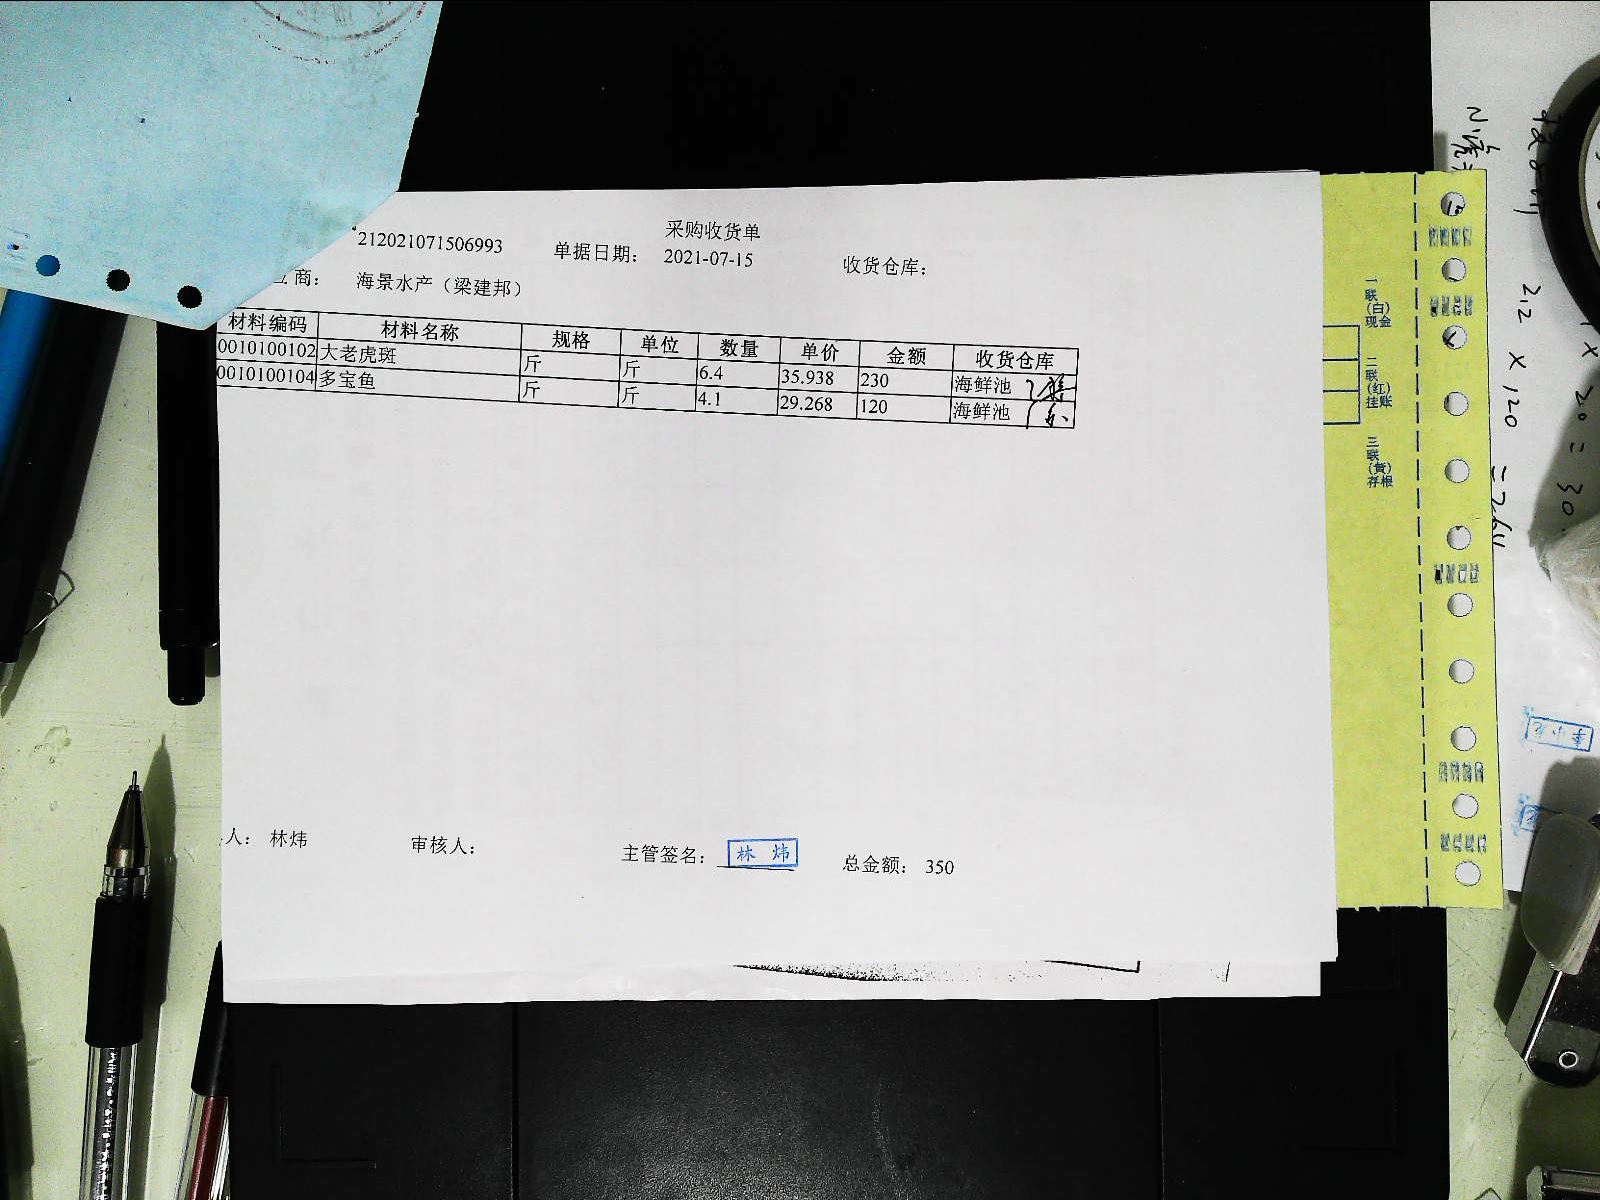 采购收货单
212021071506993 单据日期： 2021-07-15 收货仓库：
商： 海景水产（梁建邦）
材料编码 材料名称 规格 单位 数量 单价 金额 收货仓库
0010100102 大老虎斑 斤 斤 6.4 35.938 230 海鲜池
0010100104 多宝鱼 斤 斤 4.1 29.268 120 海鲜池
人： 林炜 审核人： 主管签名： 林 炜 总金额： 350
一联(白)现金
二联(红)挂账
三联(黄)存根
2.2 × 120 = 264